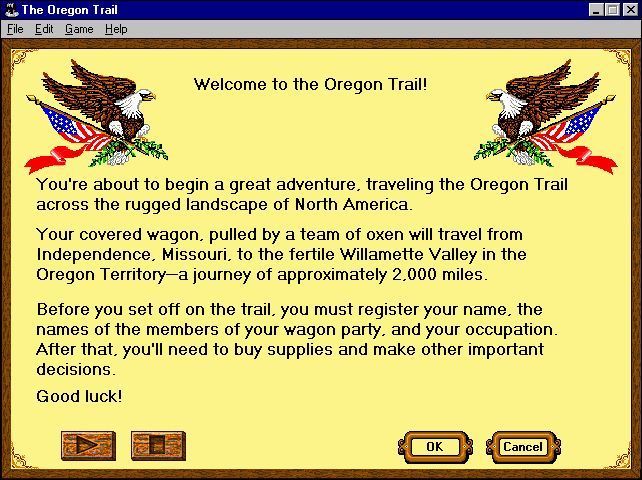 The Oregon Trail
File Edit Game Help
Welcome to the Oregon Trail!
You're about to begin a great adventure, traveling the Oregon Trail
across the rugged landscape of North America.
Your covered wagon, pulled by a team of oxen will travel from
Independence, Missouri, to the fertile Willamette Valley in the
Oregon Territory—a journey of approximately 2,000 miles.
Before you set off on the trail, you must register your name, the
names of the members of your wagon party, and your occupation.
After that, you'll need to buy supplies and make other important
decisions.
Good luck!
OK Cancel